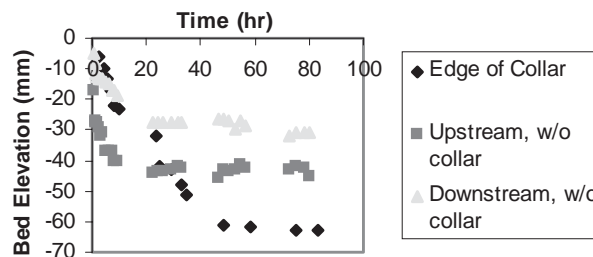 Time (hr)
0 20 40 60 80 100
Bed Elevation (mm)
0
-10
-20
-30
-40
-50
-60
-70
Edge of Collar
Upstream, w/o
collar
Downstream, w/o
collar